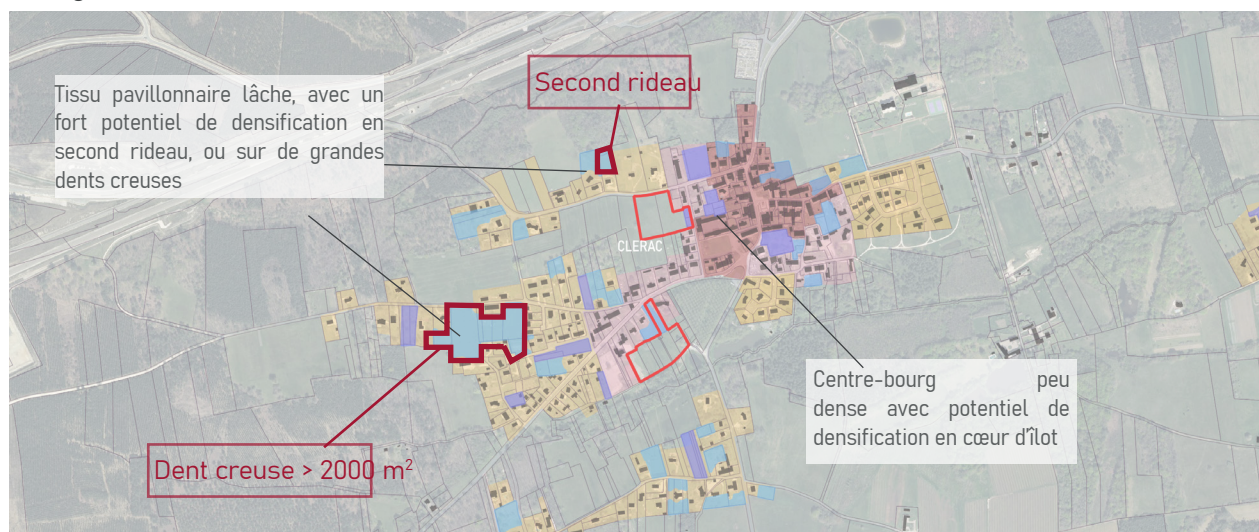 Second rideau
Tissu pavillonnaire lâche, avec un
fort potentiel de densification en
second rideau, ou sur de grandes
dents creuses
CLERAC
Centre-bourg peu
dense avec potentiel de
densification en cœur d'îlot
Dent creuse > 2000 m²